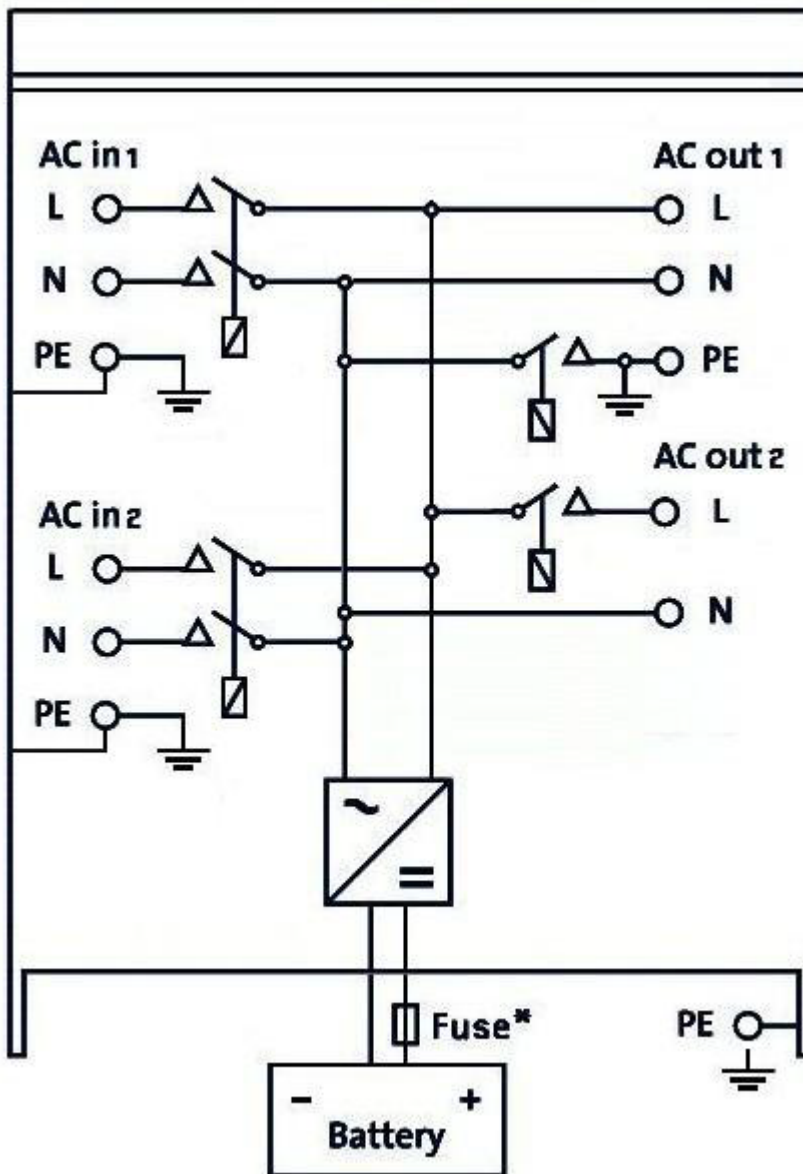 AC in 1
L
N
PE
AC out 1
L
N
PE
AC in 2
L
N
PE
AC out 2
L
N
Fuse*
PE
- +
Battery